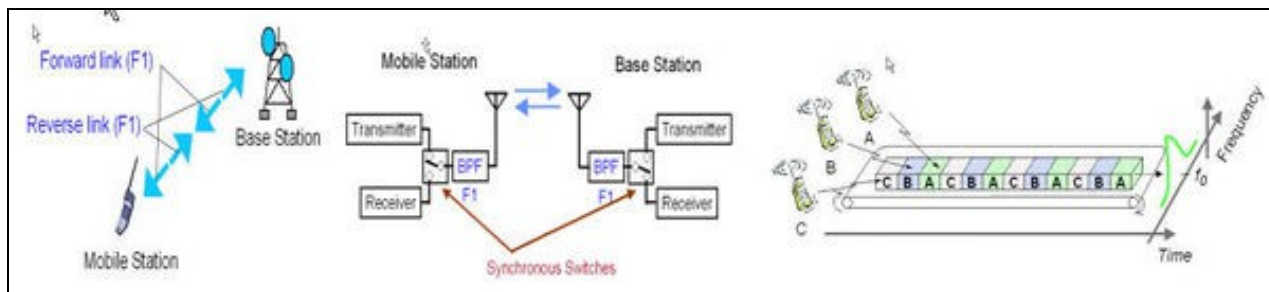 Forward link (F1)
Reverse link (F1)
Base Station
Mobile Station
Mobile Station
Base Station
Transmitter
BPF
F1
Receiver
Transmitter
BPF
F1
Receiver
Synchronous Switches
A
B
C
C B A C B A C B A C B A
Frequency
f0
Time